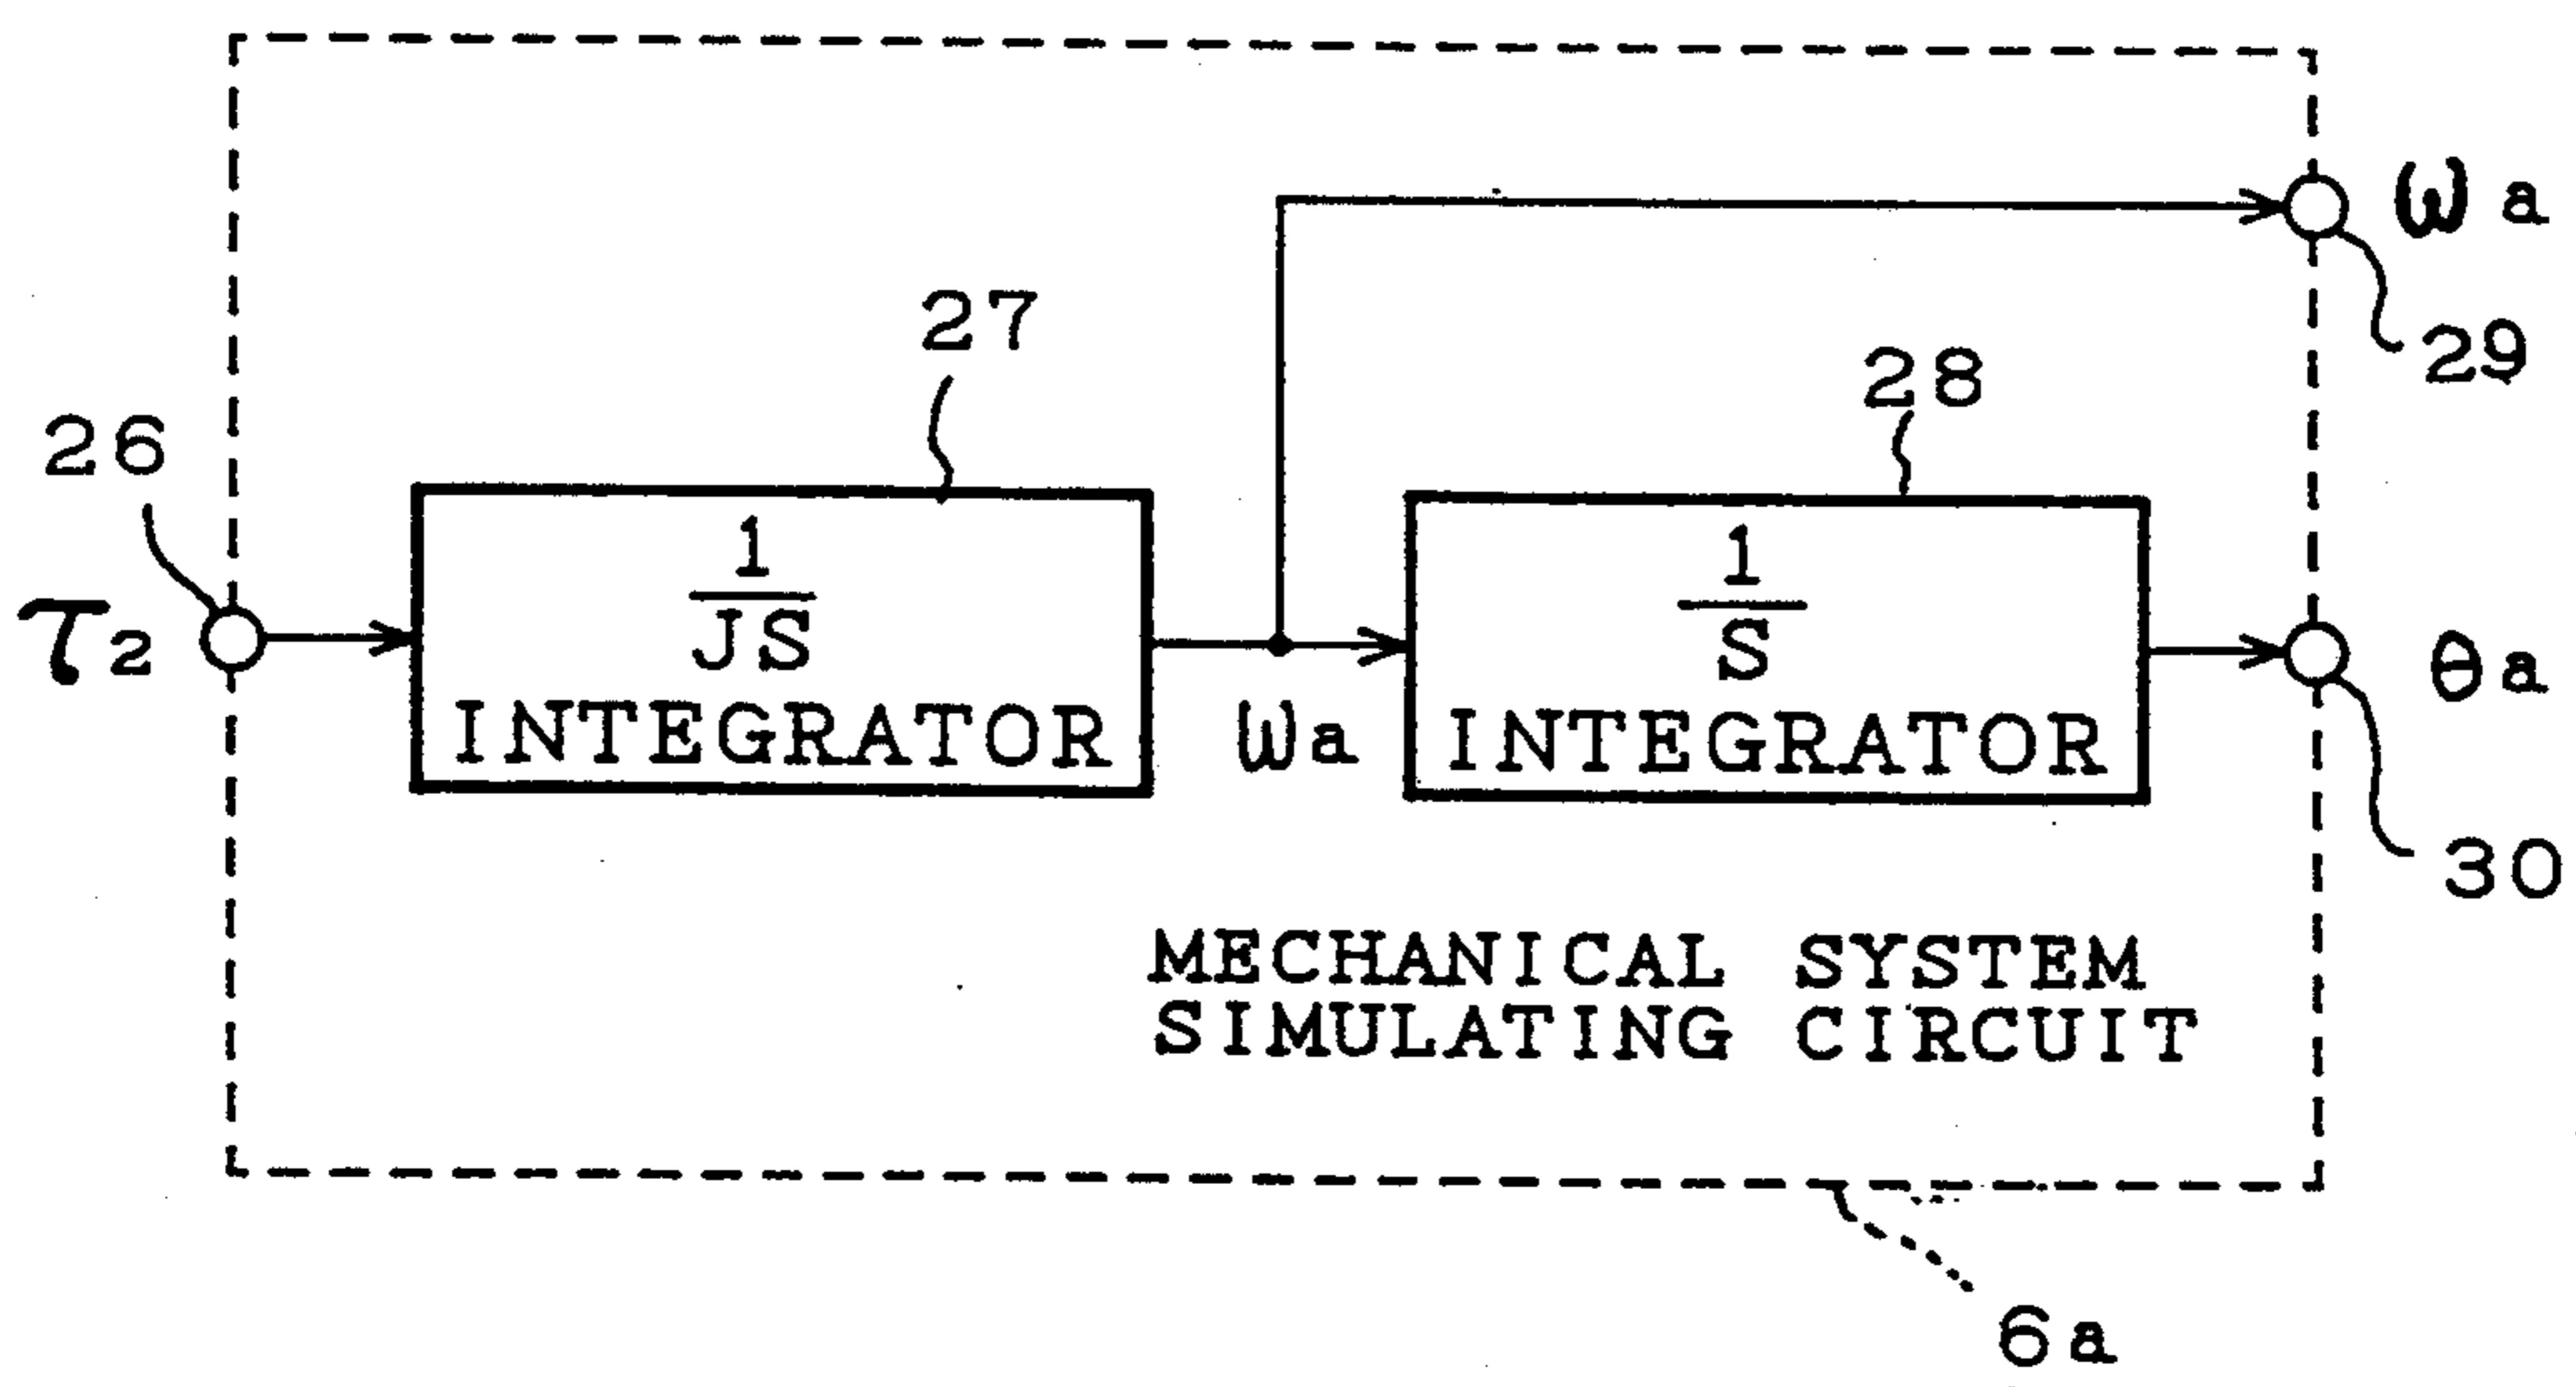 ωa
27
29
28
26
1
JS
INTEGRATOR
1
S
INTEGRATOR
τ2
ωa
θa
30
MECHANICAL SYSTEM
SIMULATING CIRCUIT
6a